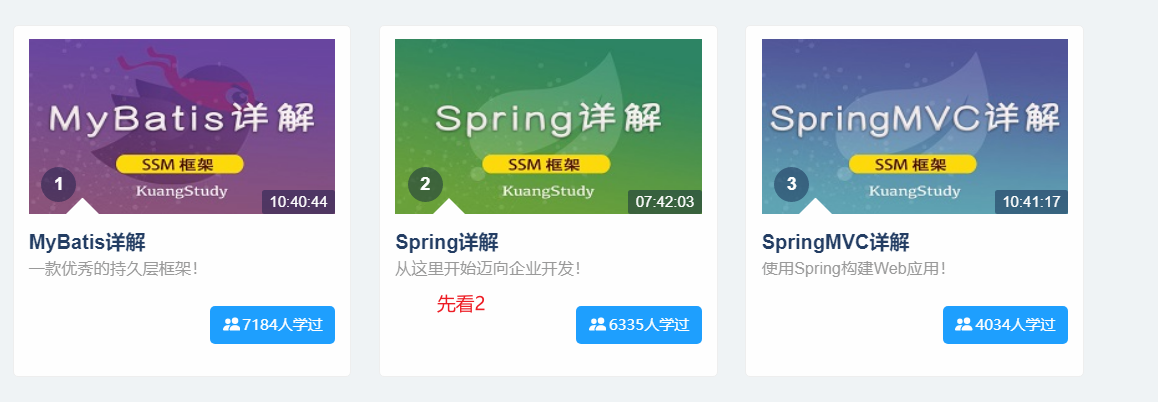 MyBatis详解
SSM 框架
KuangStudy
1
10:40:44
MyBatis详解
一款优秀的持久层框架！
7184人学过
Spring详解
SSM 框架
KuangStudy
2
07:42:03
Spring详解
从这里开始迈向企业开发！
先看2
6335人学过
SpringMVC详解
SSM 框架
KuangStudy
3
10:41:17
SpringMVC详解
使用Spring构建Web应用！
4034人学过